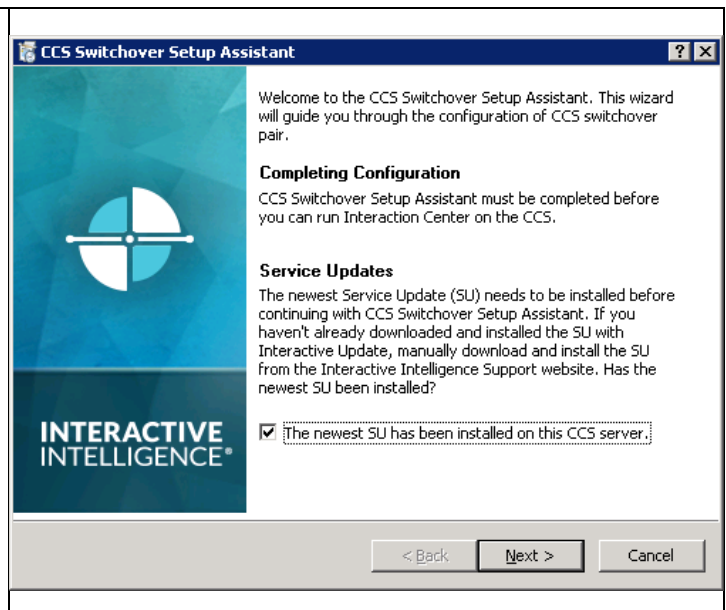 CCS Switchover Setup Assistant
Welcome to the CCS Switchover Setup Assistant. This wizard
will guide you through the configuration of CCS switchover
pair.
Completing Configuration
CCS Switchover Setup Assistant must be completed before
you can run Interaction Center on the CCS.
Service Updates
The newest Service Update (SU) needs to be installed before
continuing with CCS Switchover Setup Assistant. If you
haven't already downloaded and installed the SU with
Interactive Update, manually download and install the SU
from the Interactive Intelligence Support website. Has the
newest SU been installed?
The newest SU has been installed on this CCS server.
INTERACTIVE
INTELLIGENCE®
< Back Next > Cancel